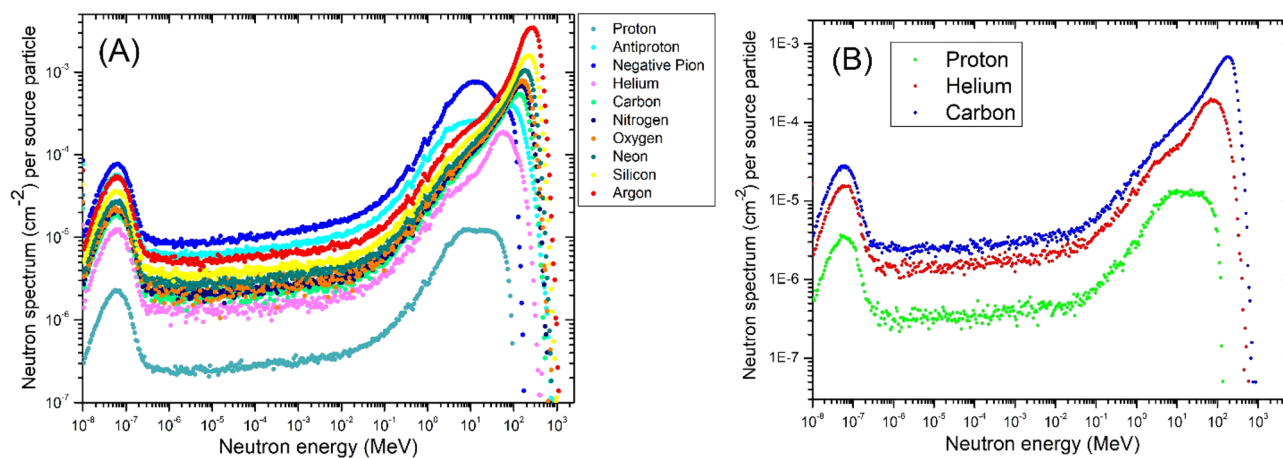 (A)
Neutron spectrum (cm⁻²) per source particle
10⁻³
10⁻⁴
10⁻⁵
10⁻⁶
10⁻⁷
10⁻⁸ 10⁻⁷ 10⁻⁶ 10⁻⁵ 10⁻⁴ 10⁻³ 10⁻² 10⁻¹ 10⁰ 10¹ 10² 10³
Neutron energy (MeV)
Proton
Antiproton
Negative Pion
Helium
Carbon
Nitrogen
Oxygen
Neon
Silicon
Argon
(B)
Neutron spectrum (cm⁻²) per source particle
1E-3
1E-4
1E-5
1E-6
1E-7
10⁻⁸ 10⁻⁷ 10⁻⁶ 10⁻⁵ 10⁻⁴ 10⁻³ 10⁻² 10⁻¹ 10⁰ 10¹ 10² 10³
Neutron energy (MeV)
Proton
Helium
Carbon